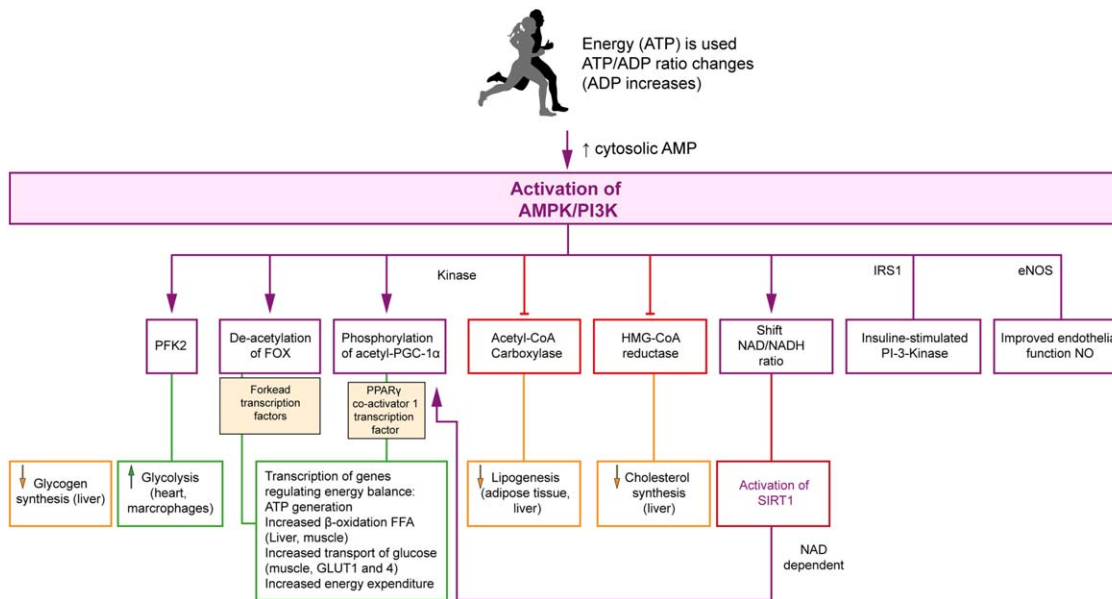 Energy (ATP) is used
ATP/ADP ratio changes
(ADP increases)
↑ cytosolic AMP
Activation of
AMPK/PI3K
Kinase
IRS1
eNOS
PFK2
De-acetylation
of FOX
Phosphorylation
of acetyl-PGC-1α
Acetyl-CoA
Carboxylase
HMG-CoA
reductase
Shift
NAD/NADH
ratio
Insuline-stimulated
PI-3-Kinase
Improved endothelial
function NO
Forkead
transcription
factors
PPARγ
co-activator 1
transcription
factor
Glycogen
synthesis (liver)
Glycolysis
(heart,
marcrophages)
Transcription of genes
regulating energy balance:
ATP generation
Increased β-oxidation FFA
(Liver, muscle)
Increased transport of glucose
(muscle, GLUT1 and 4)
Increased energy expenditure
Lipogenesis
(adipose tissue,
liver)
Cholesterol
synthesis
(liver)
Activation of
SIRT1
NAD
dependent